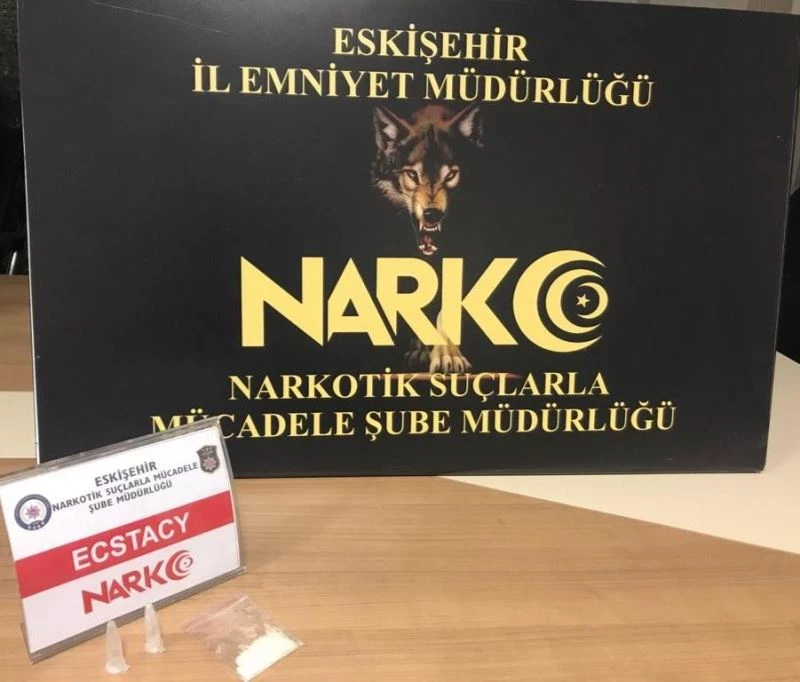 ESKİŞEHİR
İL EMNİYET MÜDÜRLÜĞÜ
NARKO
NARKOTİK SUÇLARLA
MÜCADELE ŞUBE MÜDÜRLÜĞÜ
ESKİŞEHİR
NARKOTİK SUÇLARLA MÜCADELE
ŞUBE MÜDÜRLÜĞÜ
ECSTACY
NARKO